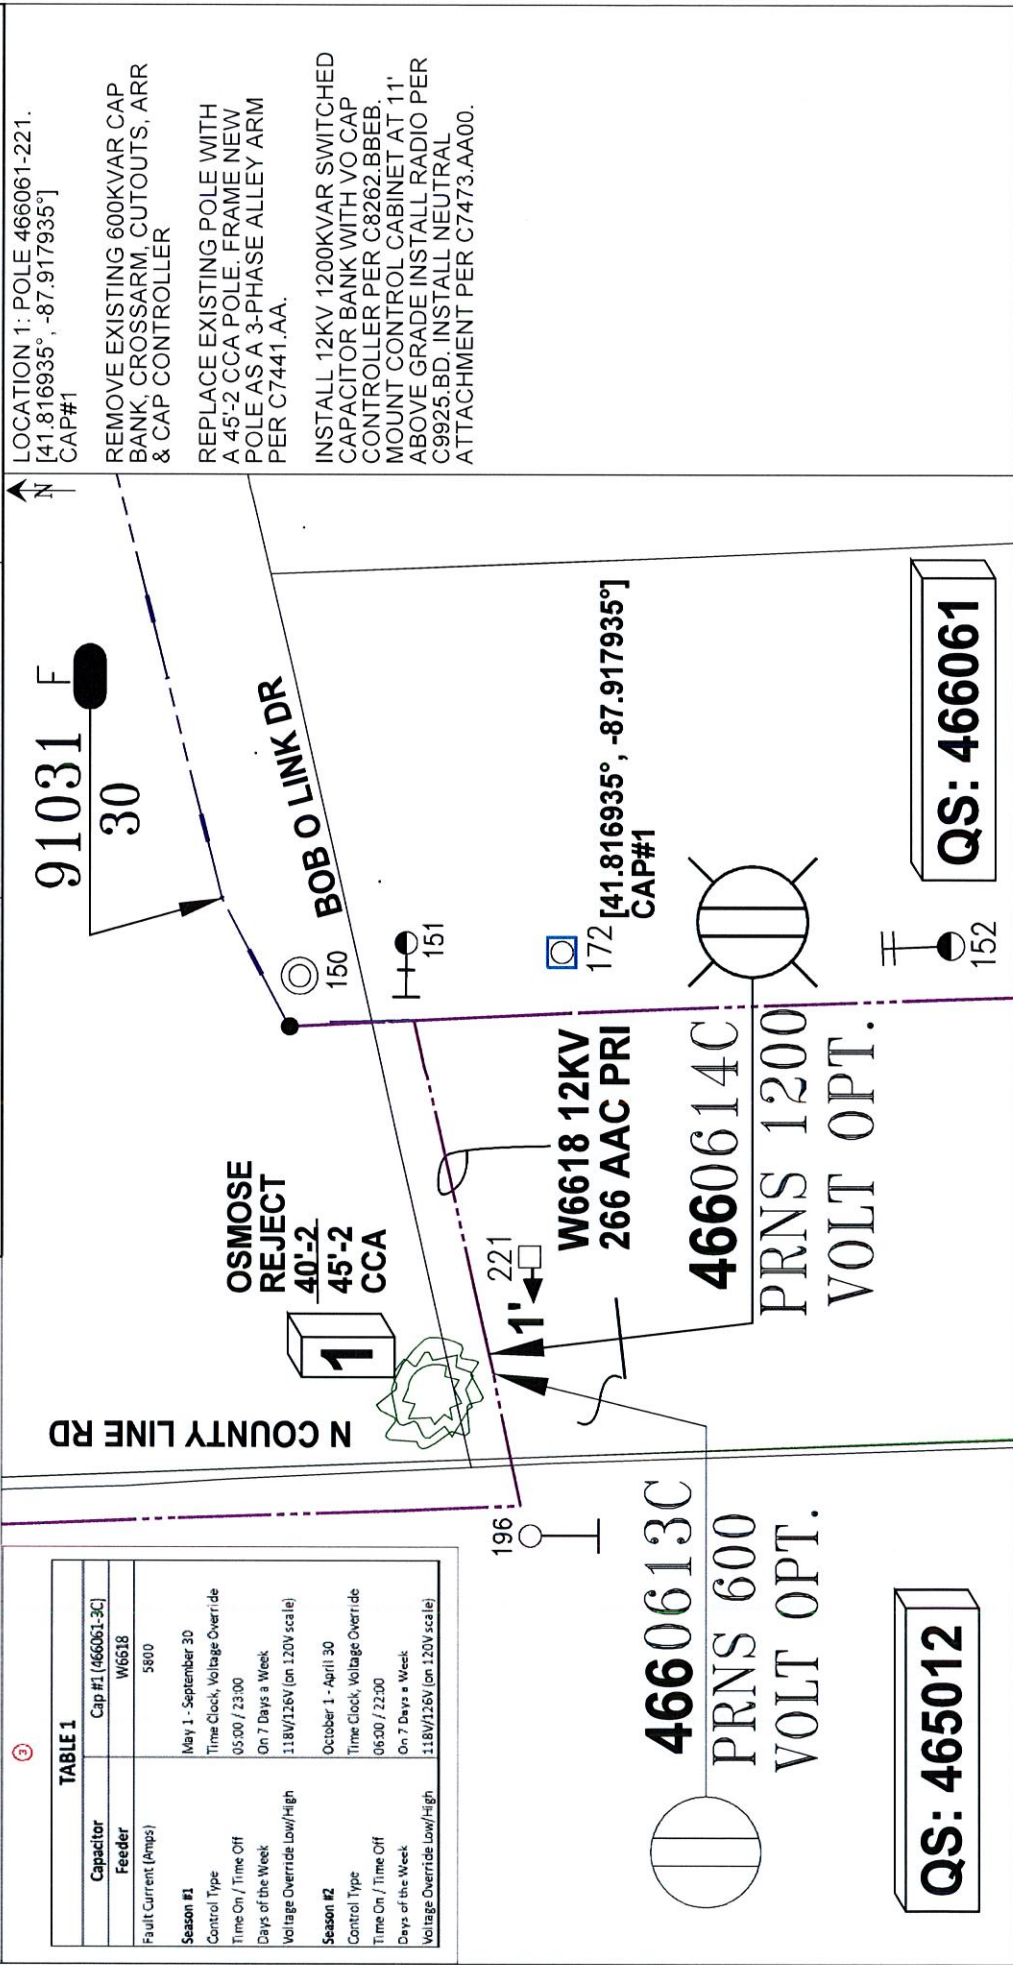 LOCATION 1: POLE 466061-221.
[41.816935°, -87.917935°]
CAP#1
REMOVE EXISTING 600KVAR CAP
BANK, CROSSARM, CUTOUTS, ARR
& CAP CONTROLLER
REPLACE EXISTING POLE WITH
A 45'-2 CCA POLE. FRAME NEW
POLE AS A 3-PHASE ALLEY ARM
PER C7441.AA.
INSTALL 12KV 1200KVAR SWITCHED
CAPACITOR BANK WITH VO CAP
CONTROLLER PER C8262.BBEB.
MOUNT CONTROL CABINET AT 11'
ABOVE GRADE INSTALL RADIO PER
C9925.BD. INSTALL NEUTRAL
ATTACHMENT PER C7473.AA00.
N
9103l F
30
BOB O LINK DR
150
151
172
[41.816935°, -87.917935°]
CAP#1
152
QS: 466061
OSMOSE
REJECT
40'-2
45'-2
CCA
1
N COUNTY LINE RD
1' 221
W6618 12KV
266 AAC PRI
4660614C
PRNS 1200
VOLT OPT.
196
4660613C
PRNS 600
VOLT OPT.
QS: 465012
3
TABLE 1
Capacitor Cap #1 (466061-3C)
Feeder W6618
Fault Current (Amps) 5800
Season #1 May 1 - September 30
Control Type Time Clock, Voltage Override
Time On / Time Off 05:00 / 23:00
Days of the Week On 7 Days a Week
Voltage Override Low/High 118V/126V (on 120V scale)
Season #2 October 1 - April 30
Control Type Time Clock, Voltage Override
Time On / Time Off 06:00 / 22:00
Days of the Week On 7 Days a Week
Voltage Override Low/High 118V/126V (on 120V scale)